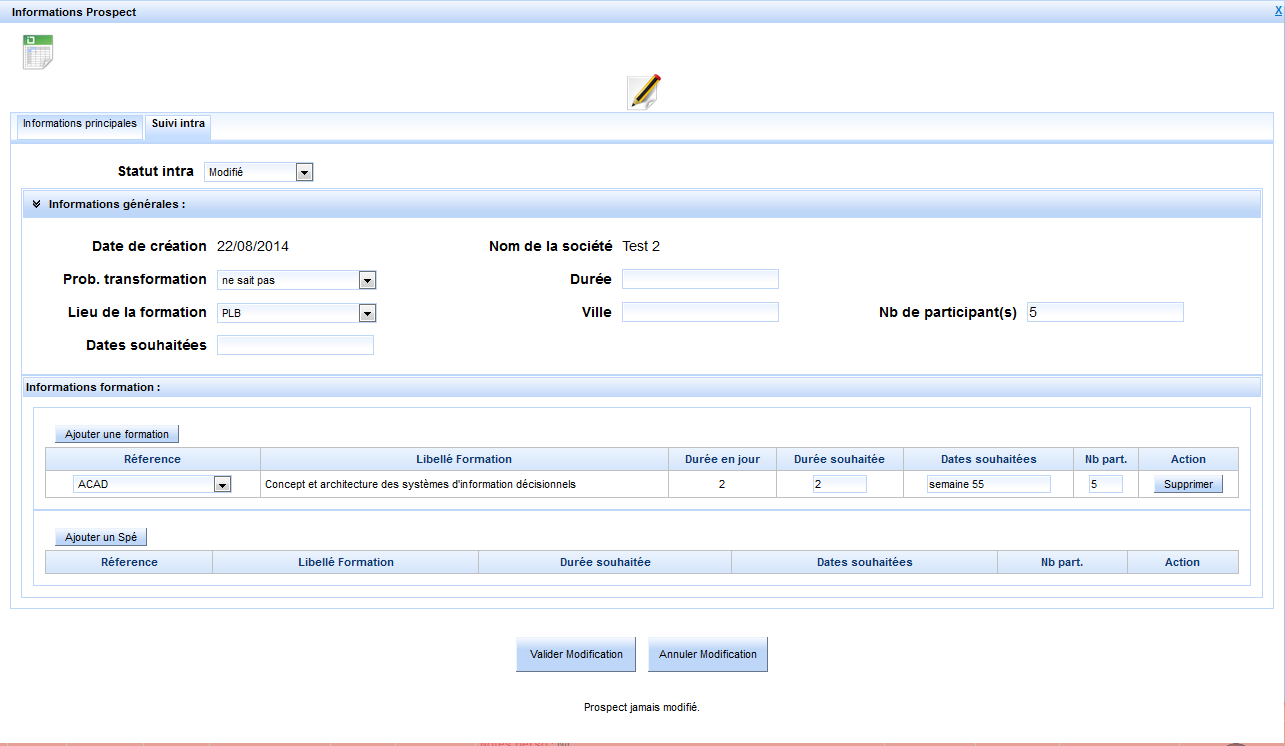 Informations Prospect X
Informations principales Suivi intra
Statut intra Modifié
Informations générales :
Date de création 22/08/2014 Nom de la société Test 2
Prob. transformation ne sait pas Durée
Lieu de la formation PLB Ville Nb de participant(s) 5
Dates souhaitées
Informations formation :
Ajouter une formation
Réference Libellé Formation Durée en jour Durée souhaitée Dates souhaitées Nb part. Action
ACAD Concept et architecture des systèmes d'information décisionnels 2 2 semaine 55 5 Supprimer
Ajouter un Spé
Réference Libellé Formation Durée souhaitée Dates souhaitées Nb part. Action
Valider Modification Annuler Modification
Prospect jamais modifié.